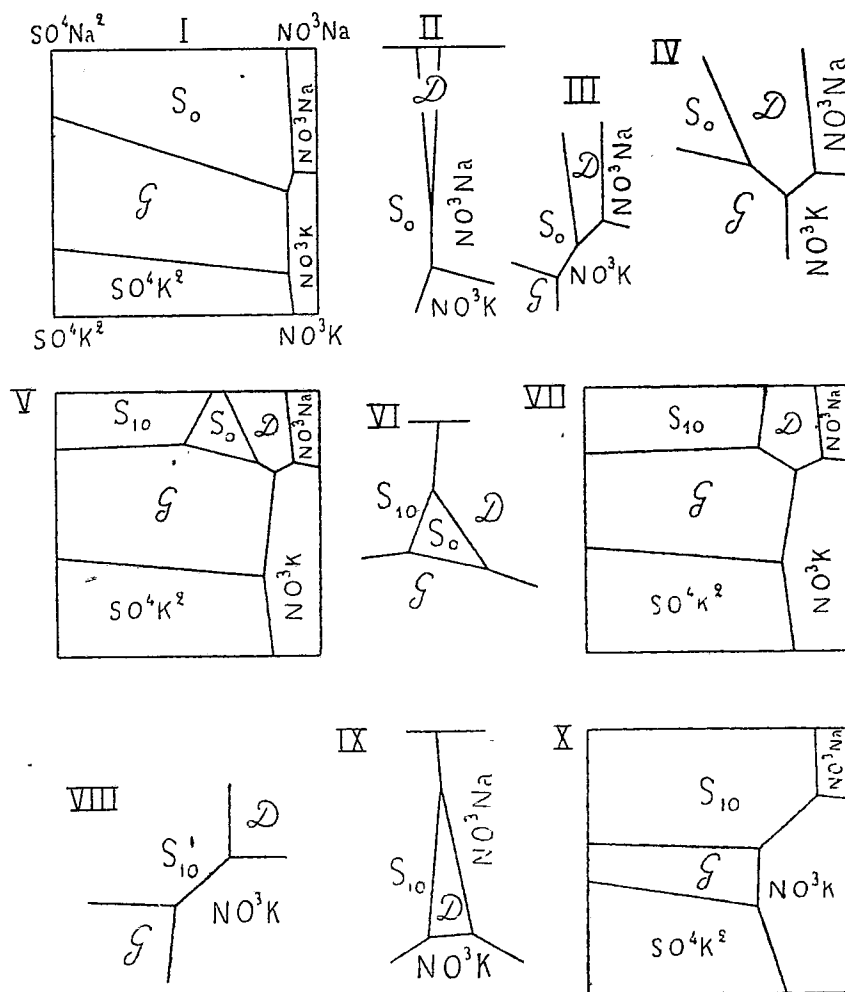 I
SO⁴Na² NO³Na
S₀
NO³Na
𝒢
NO³K
SO⁴K²
SO⁴K² NO³K
II
𝒟
S₀
NO³Na
NO³K
III
𝒟
NO³Na
S₀
NO³K
𝒢
IV
S₀
𝒟
NO³Na
𝒢
NO³K
V
S₁₀
S₀
𝒟
NO³Na
𝒢
NO³K
SO⁴K²
VI
S₁₀
𝒟
S₀
𝒢
VII
S₁₀
𝒟
NO³Na
𝒢
NO³K
SO⁴K²
VIII
𝒟
S₁₀
NO³K
𝒢
IX
NO³Na
S₁₀
𝒟
NO³K
X
NO³Na
S₁₀
𝒢
NO³K
SO⁴K²